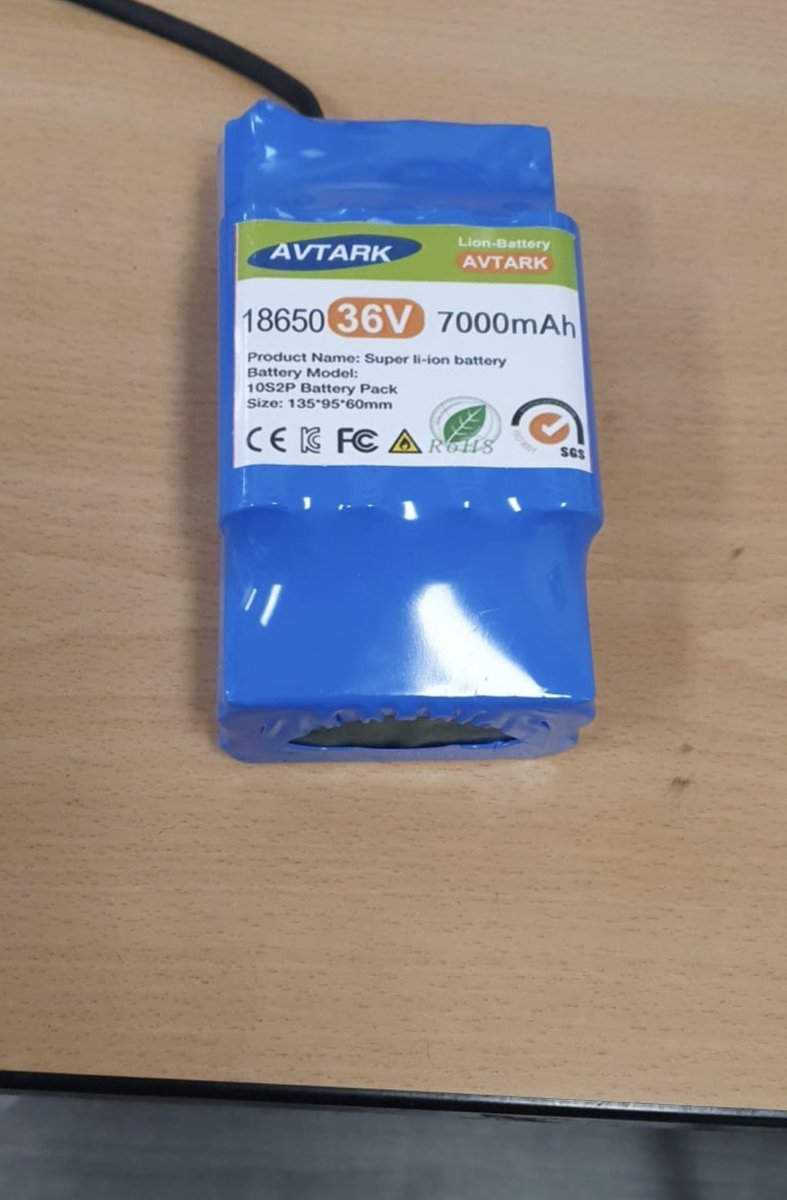 AVTARK
Lion-Battery
AVTARK
18650 36V 7000mAh
Product Name: Super li-ion battery
Battery Model:
10S2P Battery Pack
Size: 135*95*60mm
CE FC RoHS SGS